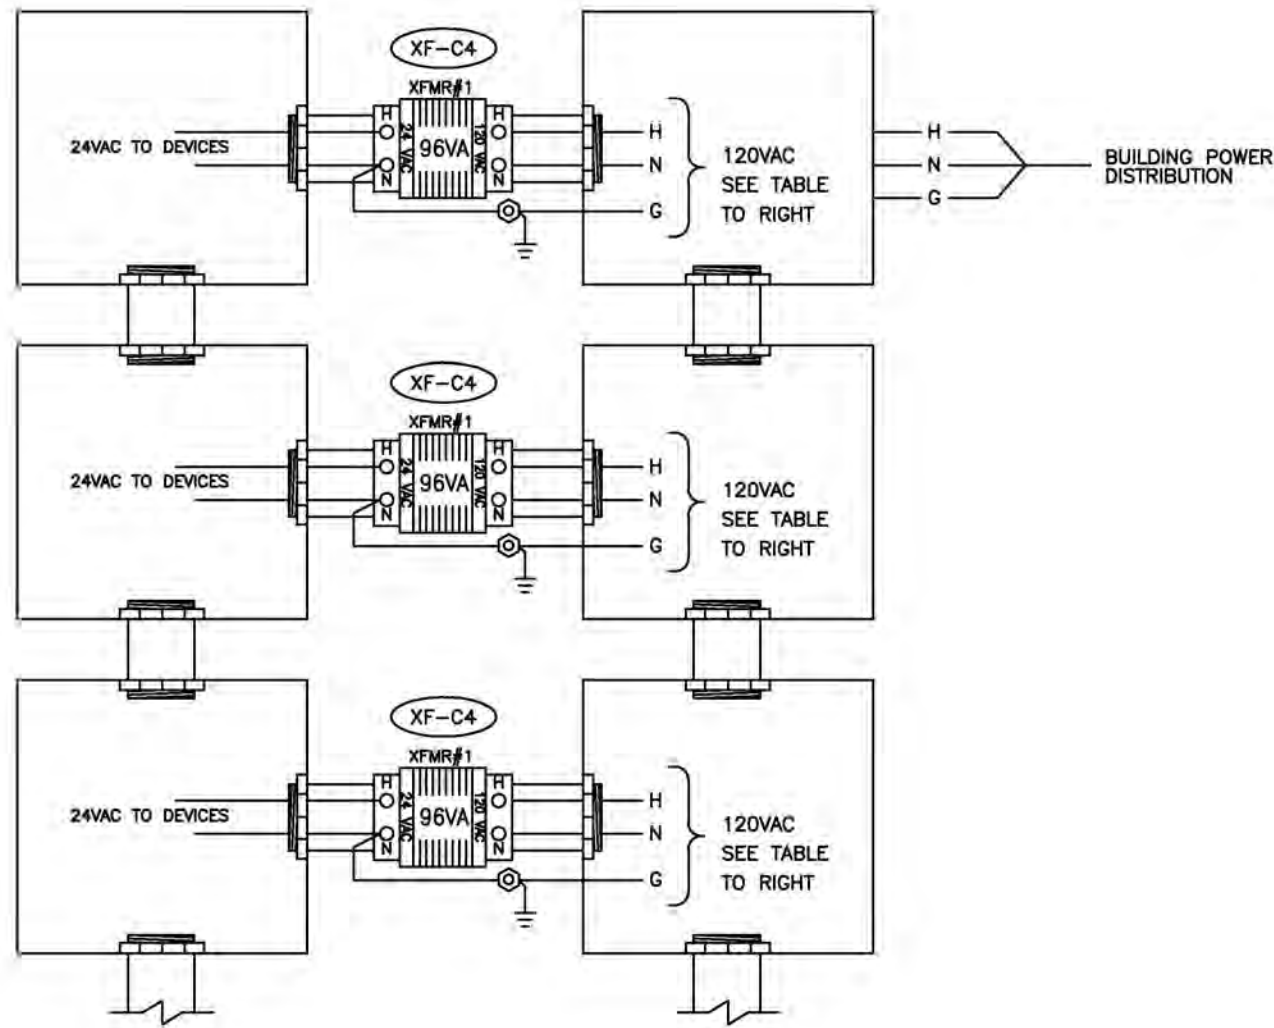 XF-C4
XFMR#1
24VAC TO DEVICES
H
24 VAC
N
96VA
H
120 VAC
N
H
N
G
120VAC
SEE TABLE
TO RIGHT
H
N
G
BUILDING POWER
DISTRIBUTION
XF-C4
XFMR#1
24VAC TO DEVICES
H
24 VAC
N
96VA
H
120 VAC
N
H
N
G
120VAC
SEE TABLE
TO RIGHT
XF-C4
XFMR#1
24VAC TO DEVICES
H
24 VAC
N
96VA
H
120 VAC
N
H
N
G
120VAC
SEE TABLE
TO RIGHT